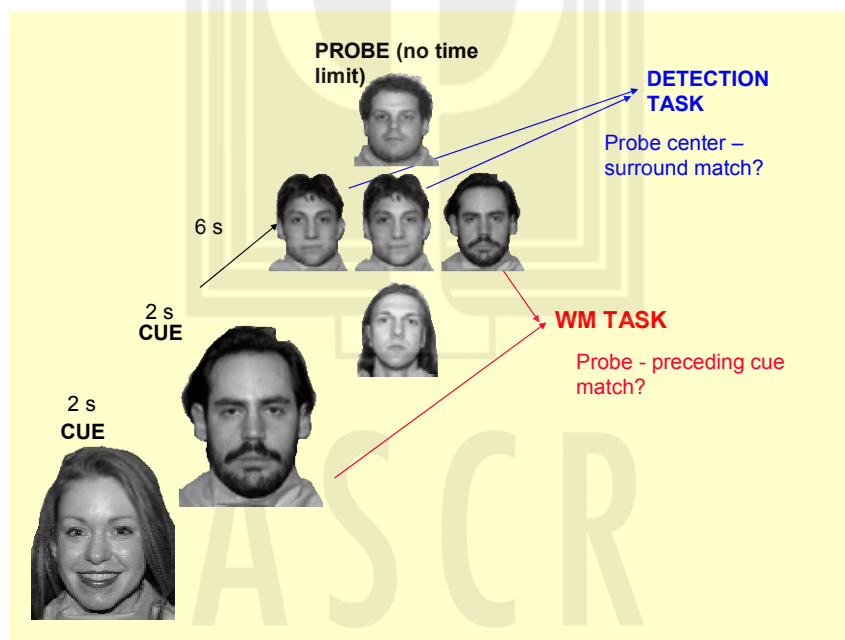 PROBE (no time
limit)
DETECTION
TASK
Probe center –
surround match?
6 s
2 s
CUE
WM TASK
Probe - preceding cue
match?
2 s
CUE
ASCR